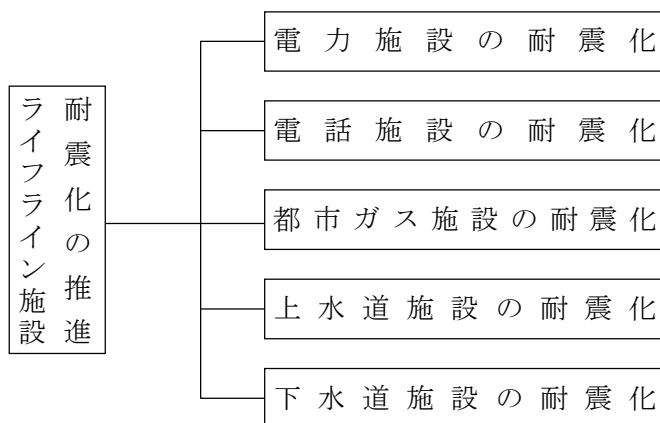 ライフライン施設
耐震化の推進
電力施設の耐震化
電話施設の耐震化
都市ガス施設の耐震化
上水道施設の耐震化
下水道施設の耐震化